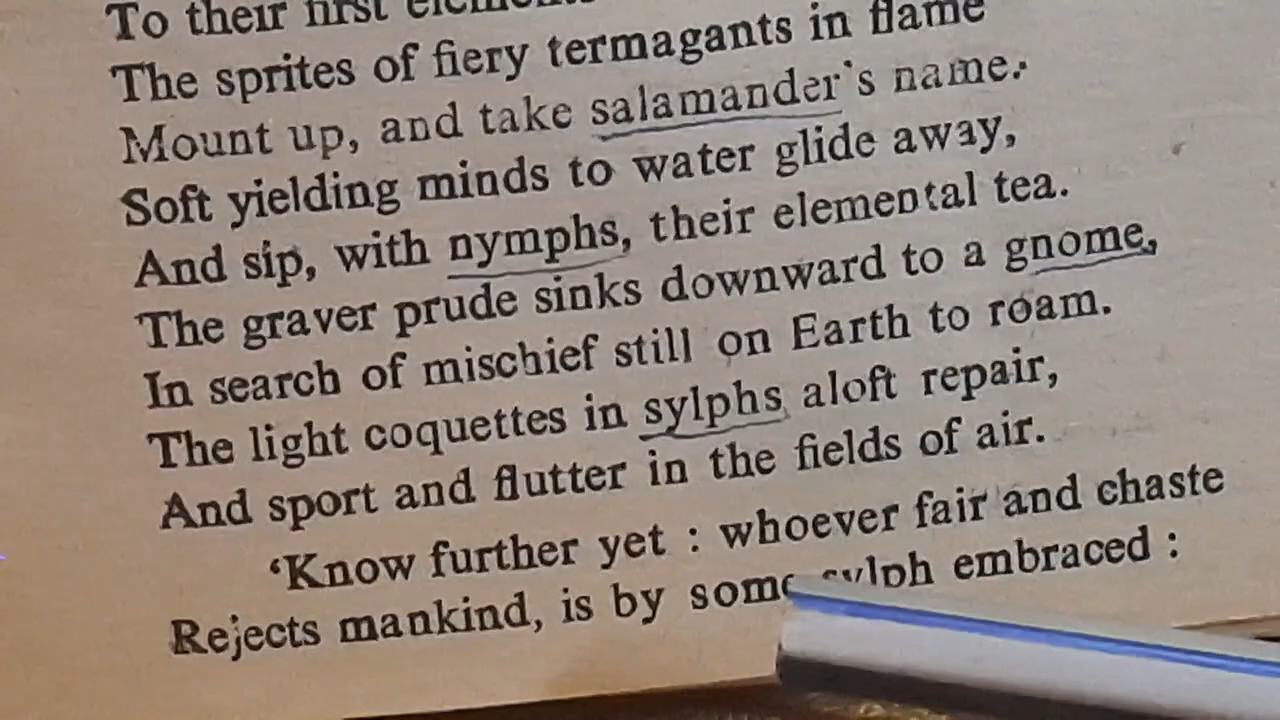 To their first elements
The sprites of fiery termagants in flame
Mount up, and take salamander's name.
Soft yielding minds to water glide away,
And sip, with nymphs, their elemental tea.
The graver prude sinks downward to a gnome,
In search of mischief still on Earth to roam.
The light coquettes in sylphs aloft repair,
And sport and flutter in the fields of air.
'Know further yet : whoever fair and chaste
Rejects mankind, is by some sylph embraced :